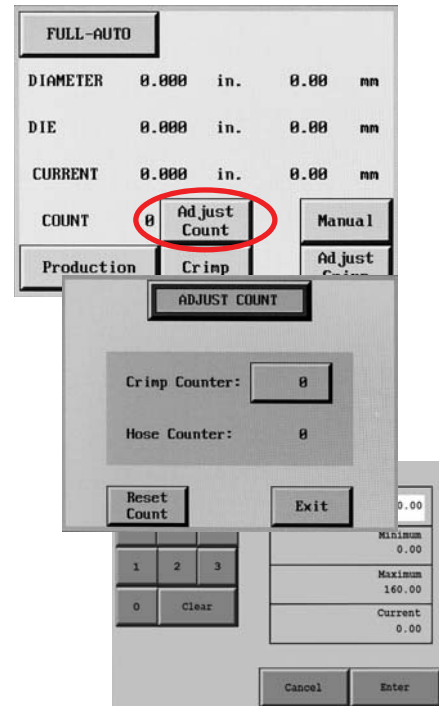 FULL-AUTO
DIAMETER 0.000 in. 0.00 mm
DIE 0.000 in. 0.00 mm
CURRENT 0.000 in. 0.00 mm
COUNT 0 Adjust Count Manual
Production Crimp Adjust
ADJUST COUNT
Crimp Counter: 0
Hose Counter: 0
Reset Count Exit
0.00
Minimum
0.00
1 2 3
Maximum
160.00
0 Clear
Current
0.00
Cancel Enter